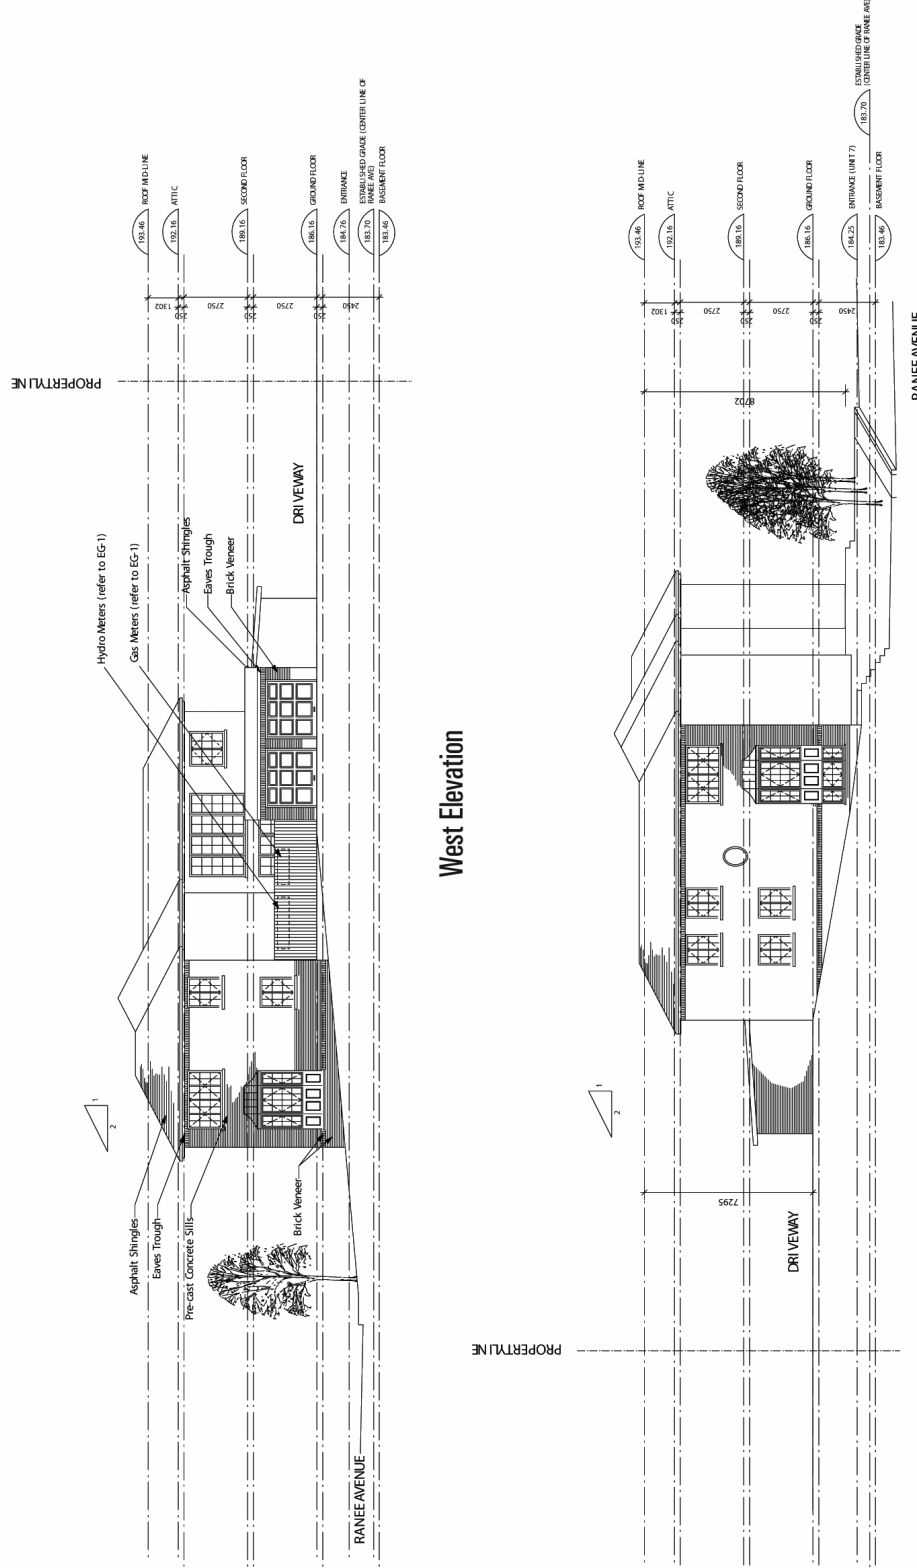 193.46
ROOF MID-LINE
192.16
ATTIC
189.16
SECOND FLOOR
186.16
GROUND FLOOR
184.76
ENTRANCE
183.70
ESTABLISHED GRADE (CENTER LINE OF
RANEE AVE)
183.46
BASEMENT FLOOR
1302
250
2750
250
2750
250
2450
PROPERTY LINE
DRIVEWAY
Hydro Meters (refer to EG-1)
Gas Meters (refer to EG-1)
Asphalt Shingles
Eaves Trough
Brick Veneer
1
2
Asphalt Shingles
Eaves Trough
Pre-cast Concrete Sills
Brick Veneer
RANEE AVENUE
West Elevation
193.46
ROOF MID-LINE
192.16
ATTIC
189.16
SECOND FLOOR
186.16
GROUND FLOOR
184.25
ENTRANCE (UNIT 7)
183.70
ESTABLISHED GRADE
(CENTER LINE OF RANEE AVE)
183.46
BASEMENT FLOOR
1302
250
2750
250
2750
250
2450
8702
RANEE AVENUE
1
2
7295
DRIVEWAY
PROPERTY LINE